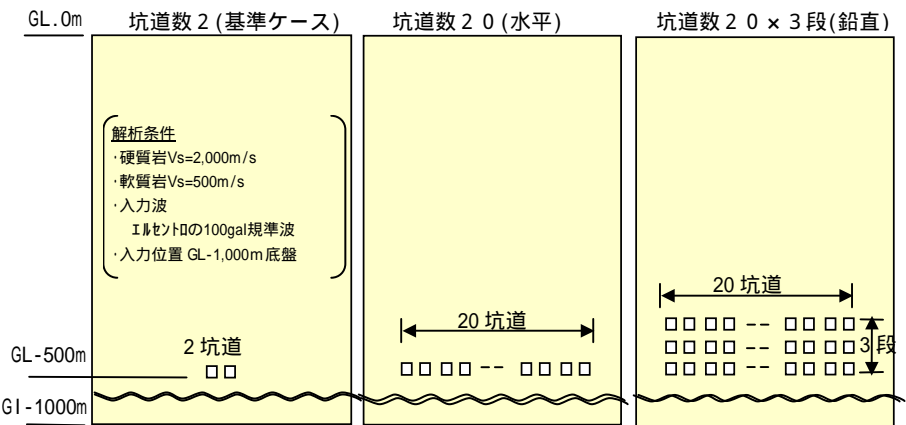 GL.0m
坑道数2(基準ケース)
坑道数20(水平)
坑道数20×3段(鉛直)
解析条件
・硬質岩Vs=2,000m/s
・軟質岩Vs=500m/s
・入力波
エルセントロの100gal規準波
・入力位置 GL-1,000m底盤
2坑道
20坑道
20坑道
3段
GL-500m
Gl-1000m